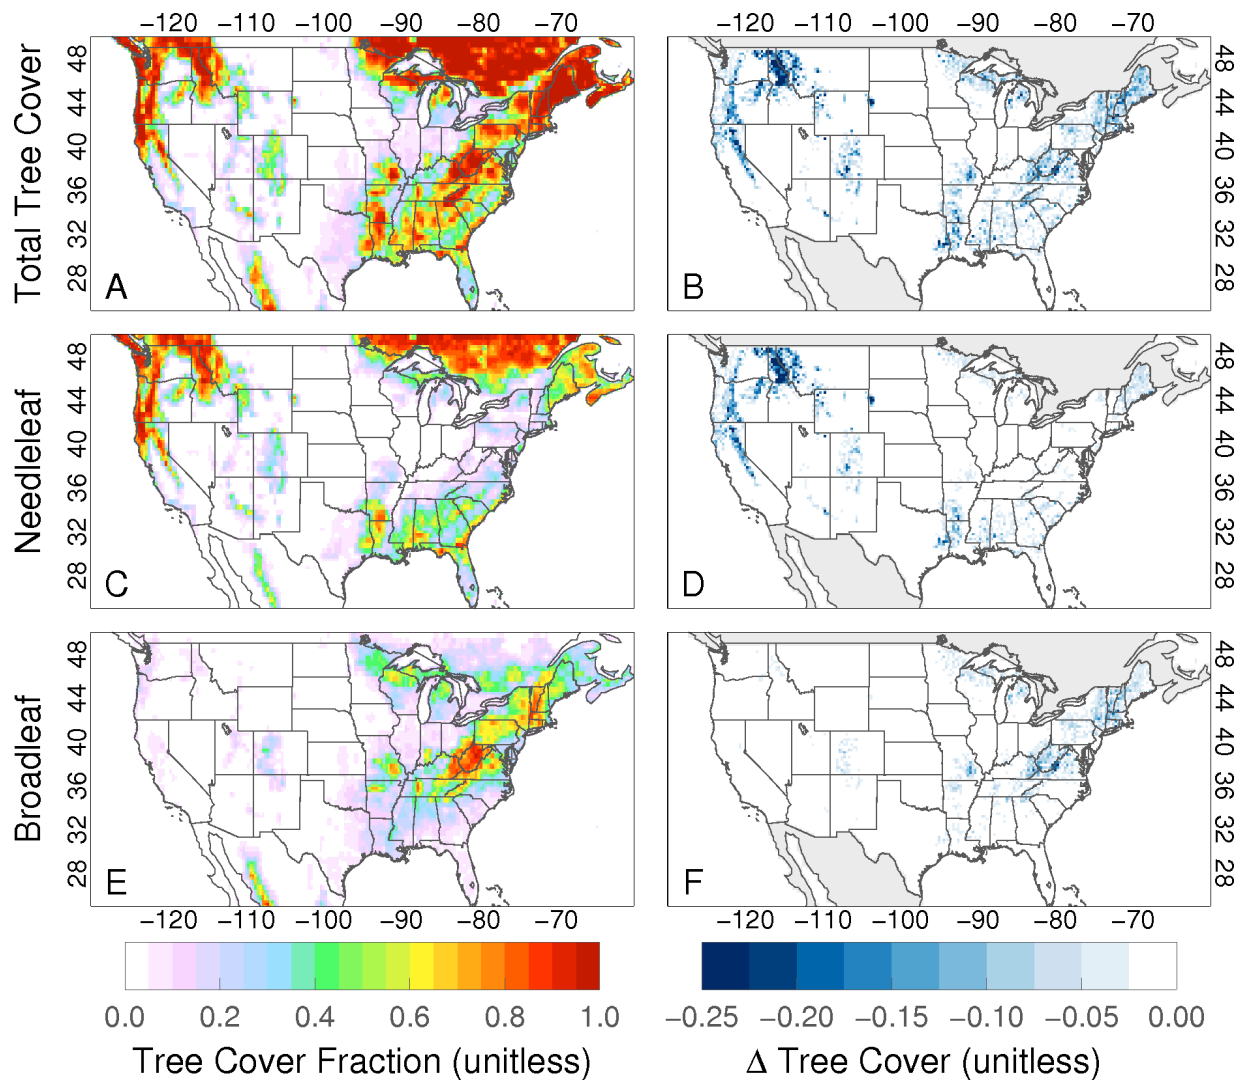 −120 −110 −100 −90 −80 −70 −120 −110 −100 −90 −80 −70
Total Tree Cover
48 44 40 36 32 28
A
B
48 44 40 36 32 28
Needleleaf
48 44 40 36 32 28
C
D
48 44 40 36 32 28
Broadleaf
48 44 40 36 32 28
E
F
48 44 40 36 32 28
−120 −110 −100 −90 −80 −70 −120 −110 −100 −90 −80 −70
0.0 0.2 0.4 0.6 0.8 1.0
−0.25 −0.20 −0.15 −0.10 −0.05 0.00
Tree Cover Fraction (unitless)
Δ Tree Cover (unitless)